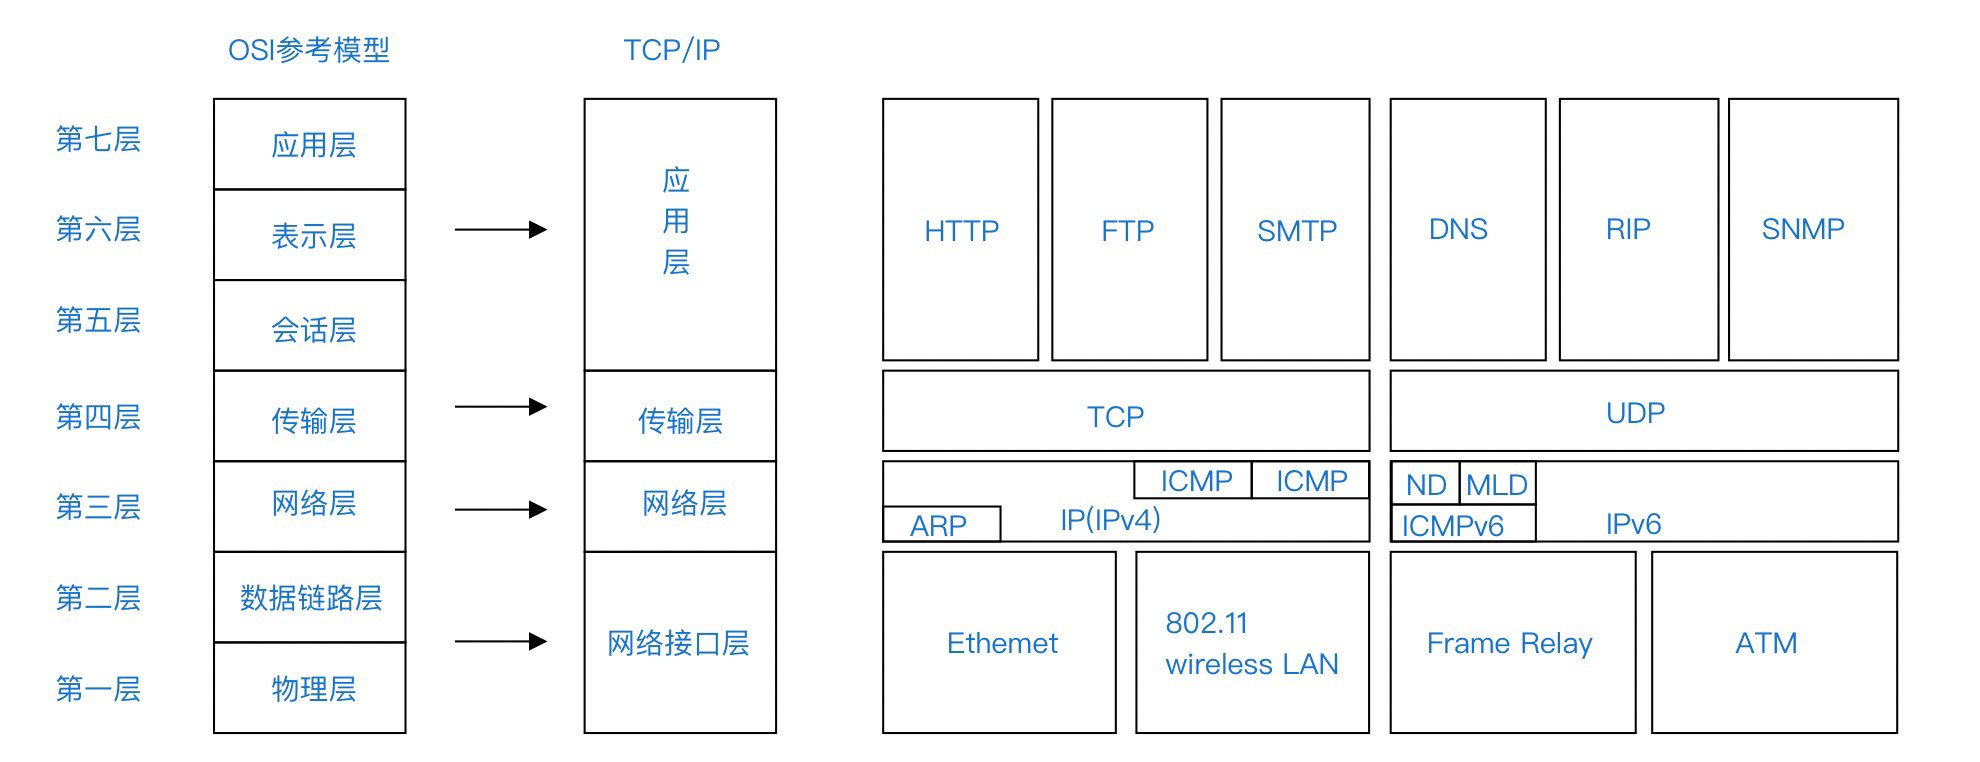 OSI参考模型
TCP/IP
第七层
应用层
第六层
表示层
第五层
会话层
应
用
层
HTTP
FTP
SMTP
DNS
RIP
SNMP
第四层
传输层
传输层
TCP
UDP
第三层
网络层
网络层
ICMP
ICMP
ARP
IP(IPv4)
ND
MLD
ICMPv6
IPv6
第二层
数据链路层
第一层
物理层
网络接口层
Ethemet
802.11
wireless LAN
Frame Relay
ATM